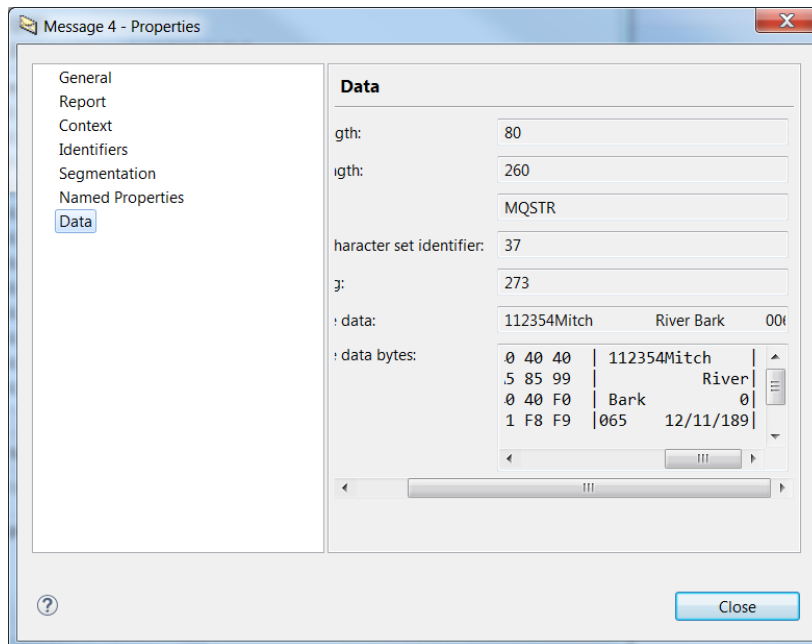 Message 4 - Properties
General
Report
Context
Identifiers
Segmentation
Named Properties
Data
Data
gth: 80
gth: 260
MQSTR
haracter set identifier: 37
g: 273
data: 112354Mitch River Bark 006
data bytes:
0 40 40 | 112354Mitch |
5 85 99 | River|
0 40 F0 | Bark 0|
1 F8 F9 |065 12/11/189|
?
Close